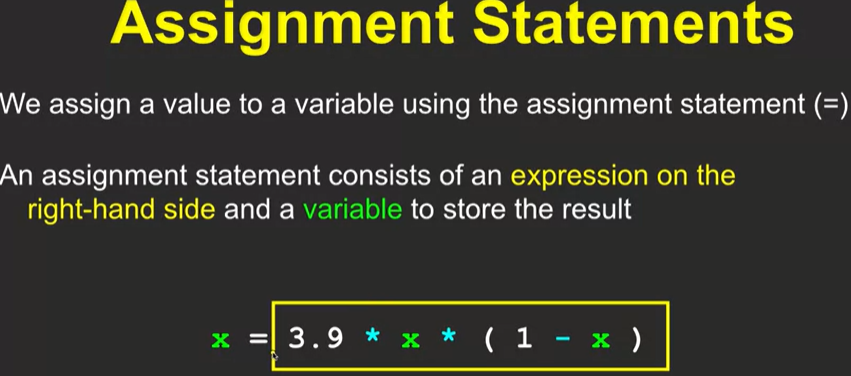 Assignment Statements
We assign a value to a variable using the assignment statement (=)
An assignment statement consists of an expression on the
right-hand side and a variable to store the result
x = 3.9 * x * ( 1 - x )